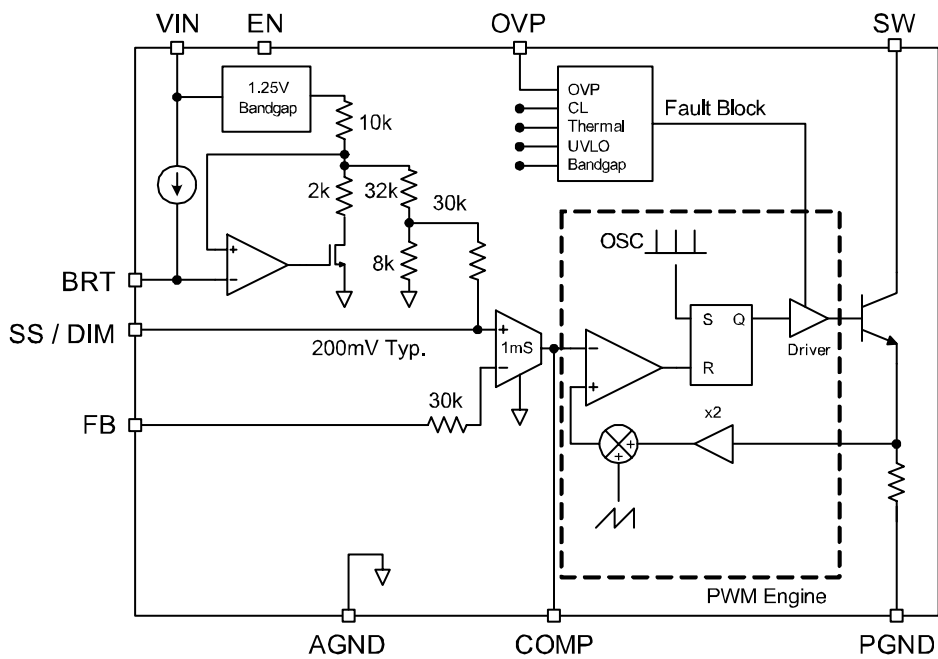 VIN
EN
OVP
SW
1.25V
Bandgap
10k
OVP
CL
Thermal
UVLO
Bandgap
Fault Block
2k
32k
30k
8k
+
−
OSC
BRT
SS / DIM
200mV Typ.
+
1mS
−
−
+
S
Q
R
Driver
FB
30k
x2
+
+
PWM Engine
AGND
COMP
PGND